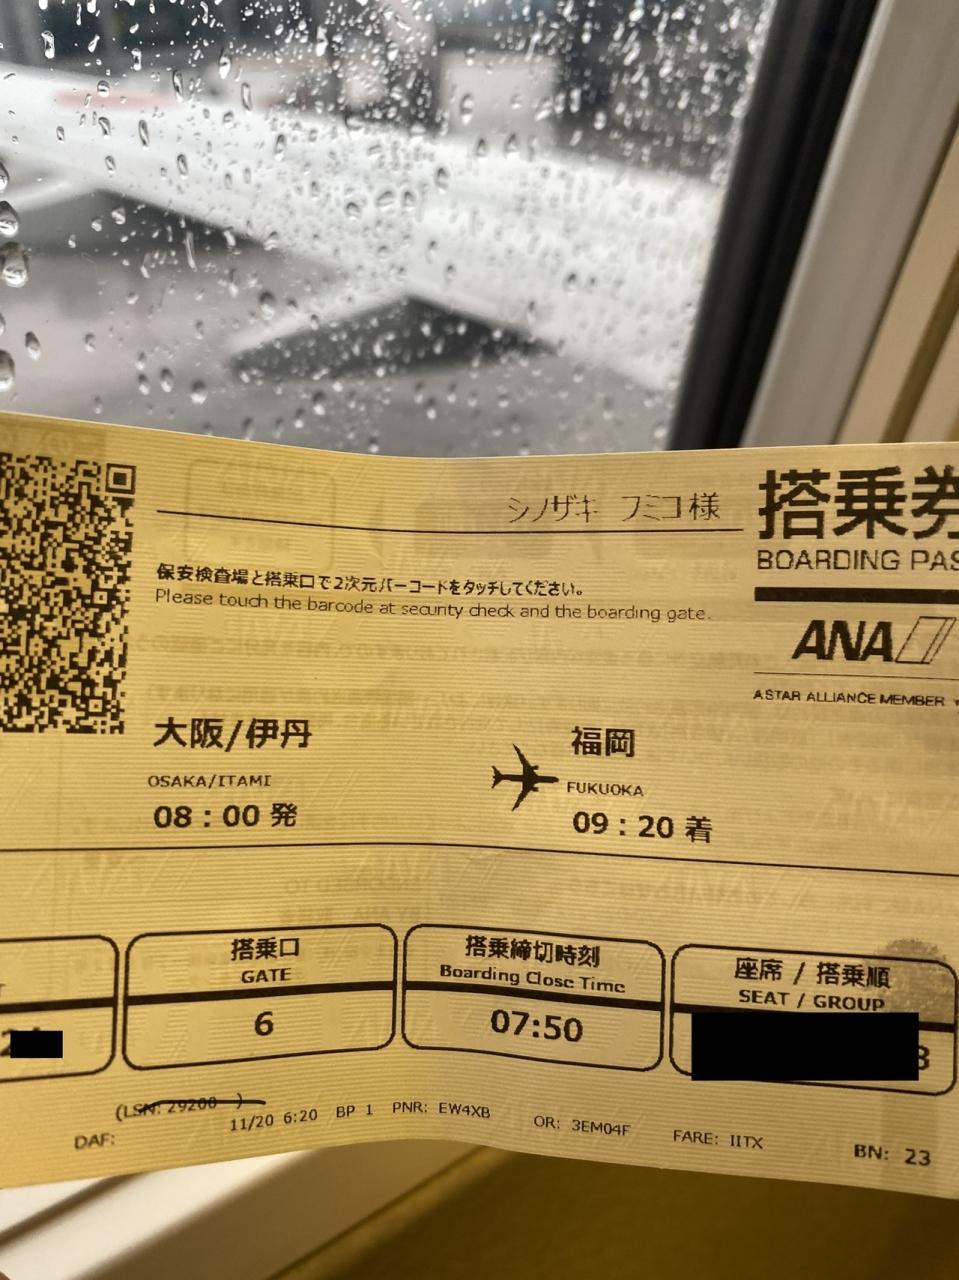 シノザキ フミコ様
搭乗券
BOARDING PAS
保安検査場と搭乗口で2次元バーコードをタッチしてください。
Please touch the barcode at security check and the boarding gate.
ANA
A STAR ALLIANCE MEMBER
大阪/伊丹
福岡
OSAKA/ITAMI
FUKUOKA
08:00 発
09:20 着
搭乗口
GATE
6
搭乗締切時刻
Boarding Close Time
07:50
座席 / 搭乗順
SEAT / GROUP
(LSN: 29200 )
11/20 6:20 BP 1 PNR: EW4XB
OR: 3EM04F
FARE: IITX
BN: 23
DAF: